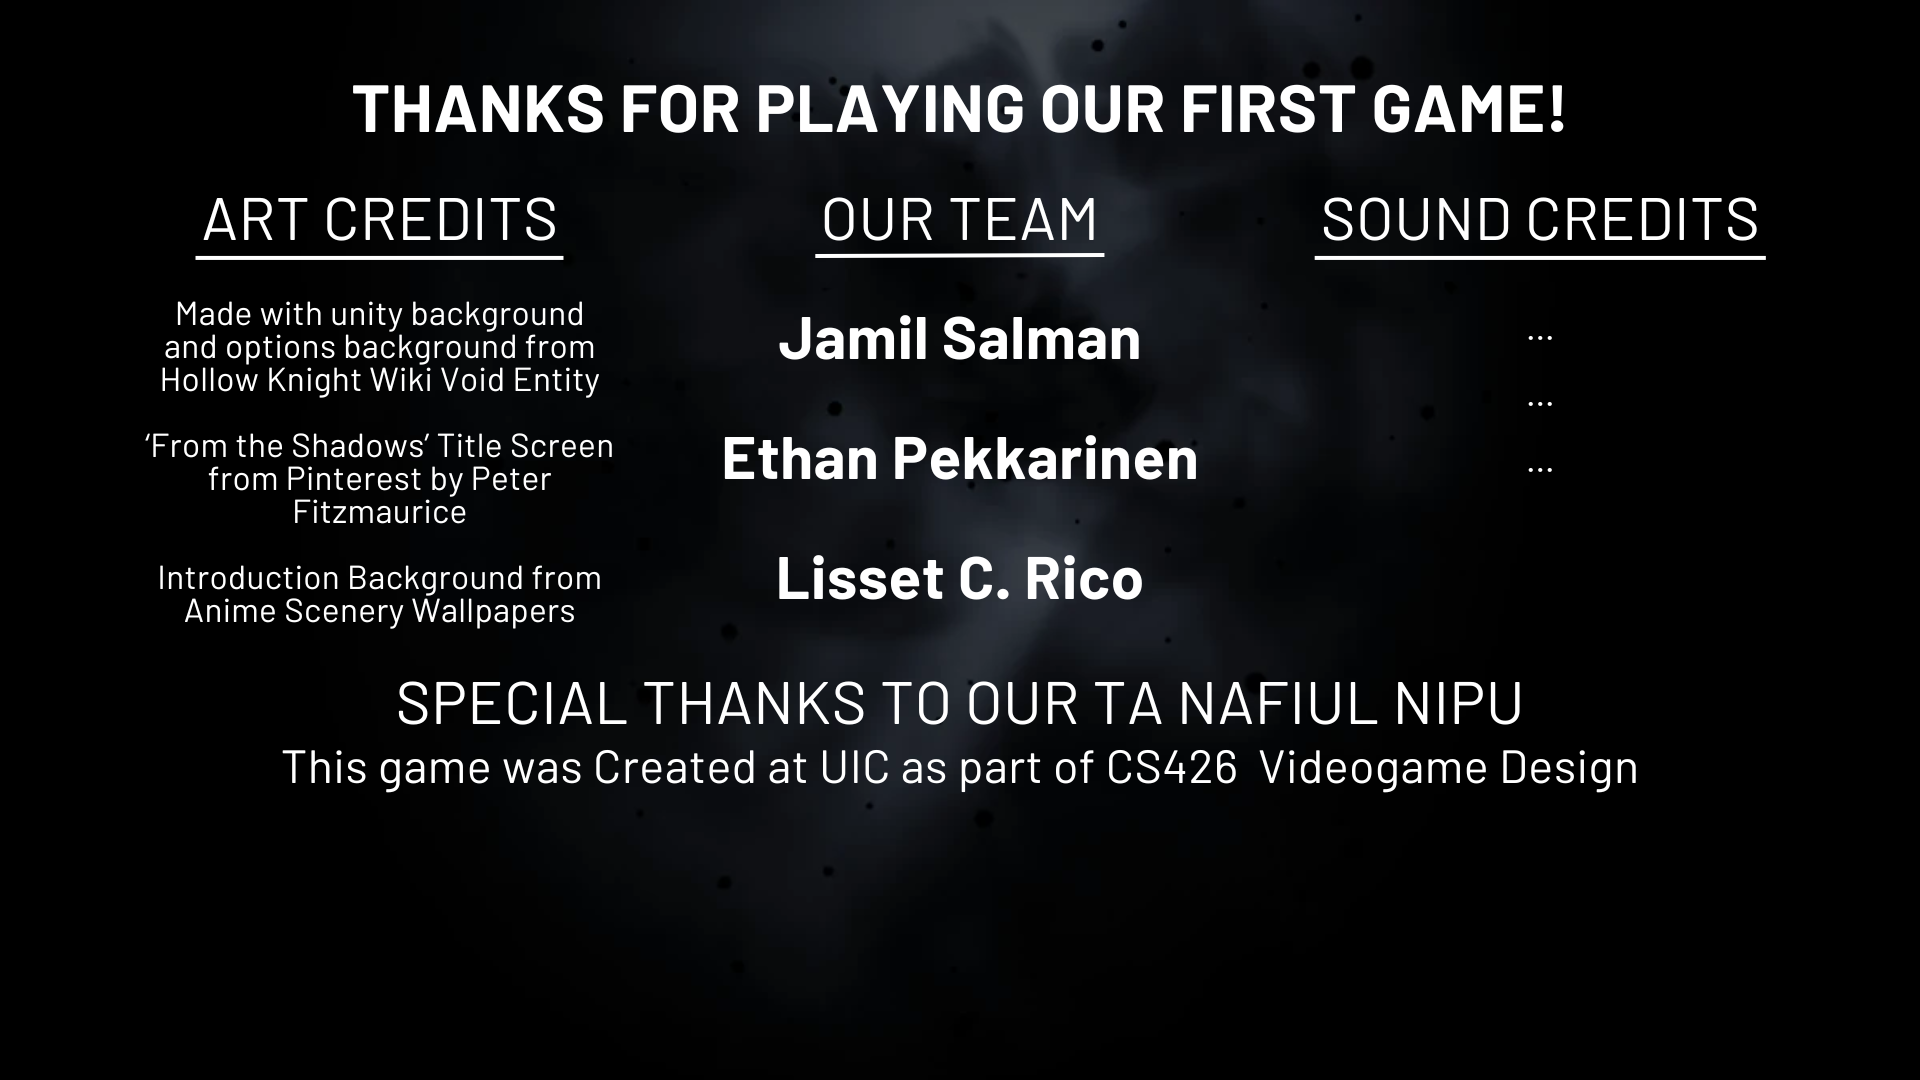 THANKS FOR PLAYING OUR FIRST GAME!
ART CREDITS
Made with unity background
and options background from
Hollow Knight Wiki Void Entity
‘From the Shadows’ Title Screen
from Pinterest by Peter
Fitzmaurice
Introduction Background from
Anime Scenery Wallpapers
OUR TEAM
Jamil Salman
Ethan Pekkarinen
Lisset C. Rico
SOUND CREDITS
...
...
...
SPECIAL THANKS TO OUR TA NAFIUL NIPU
This game was Created at UIC as part of CS426  Videogame Design